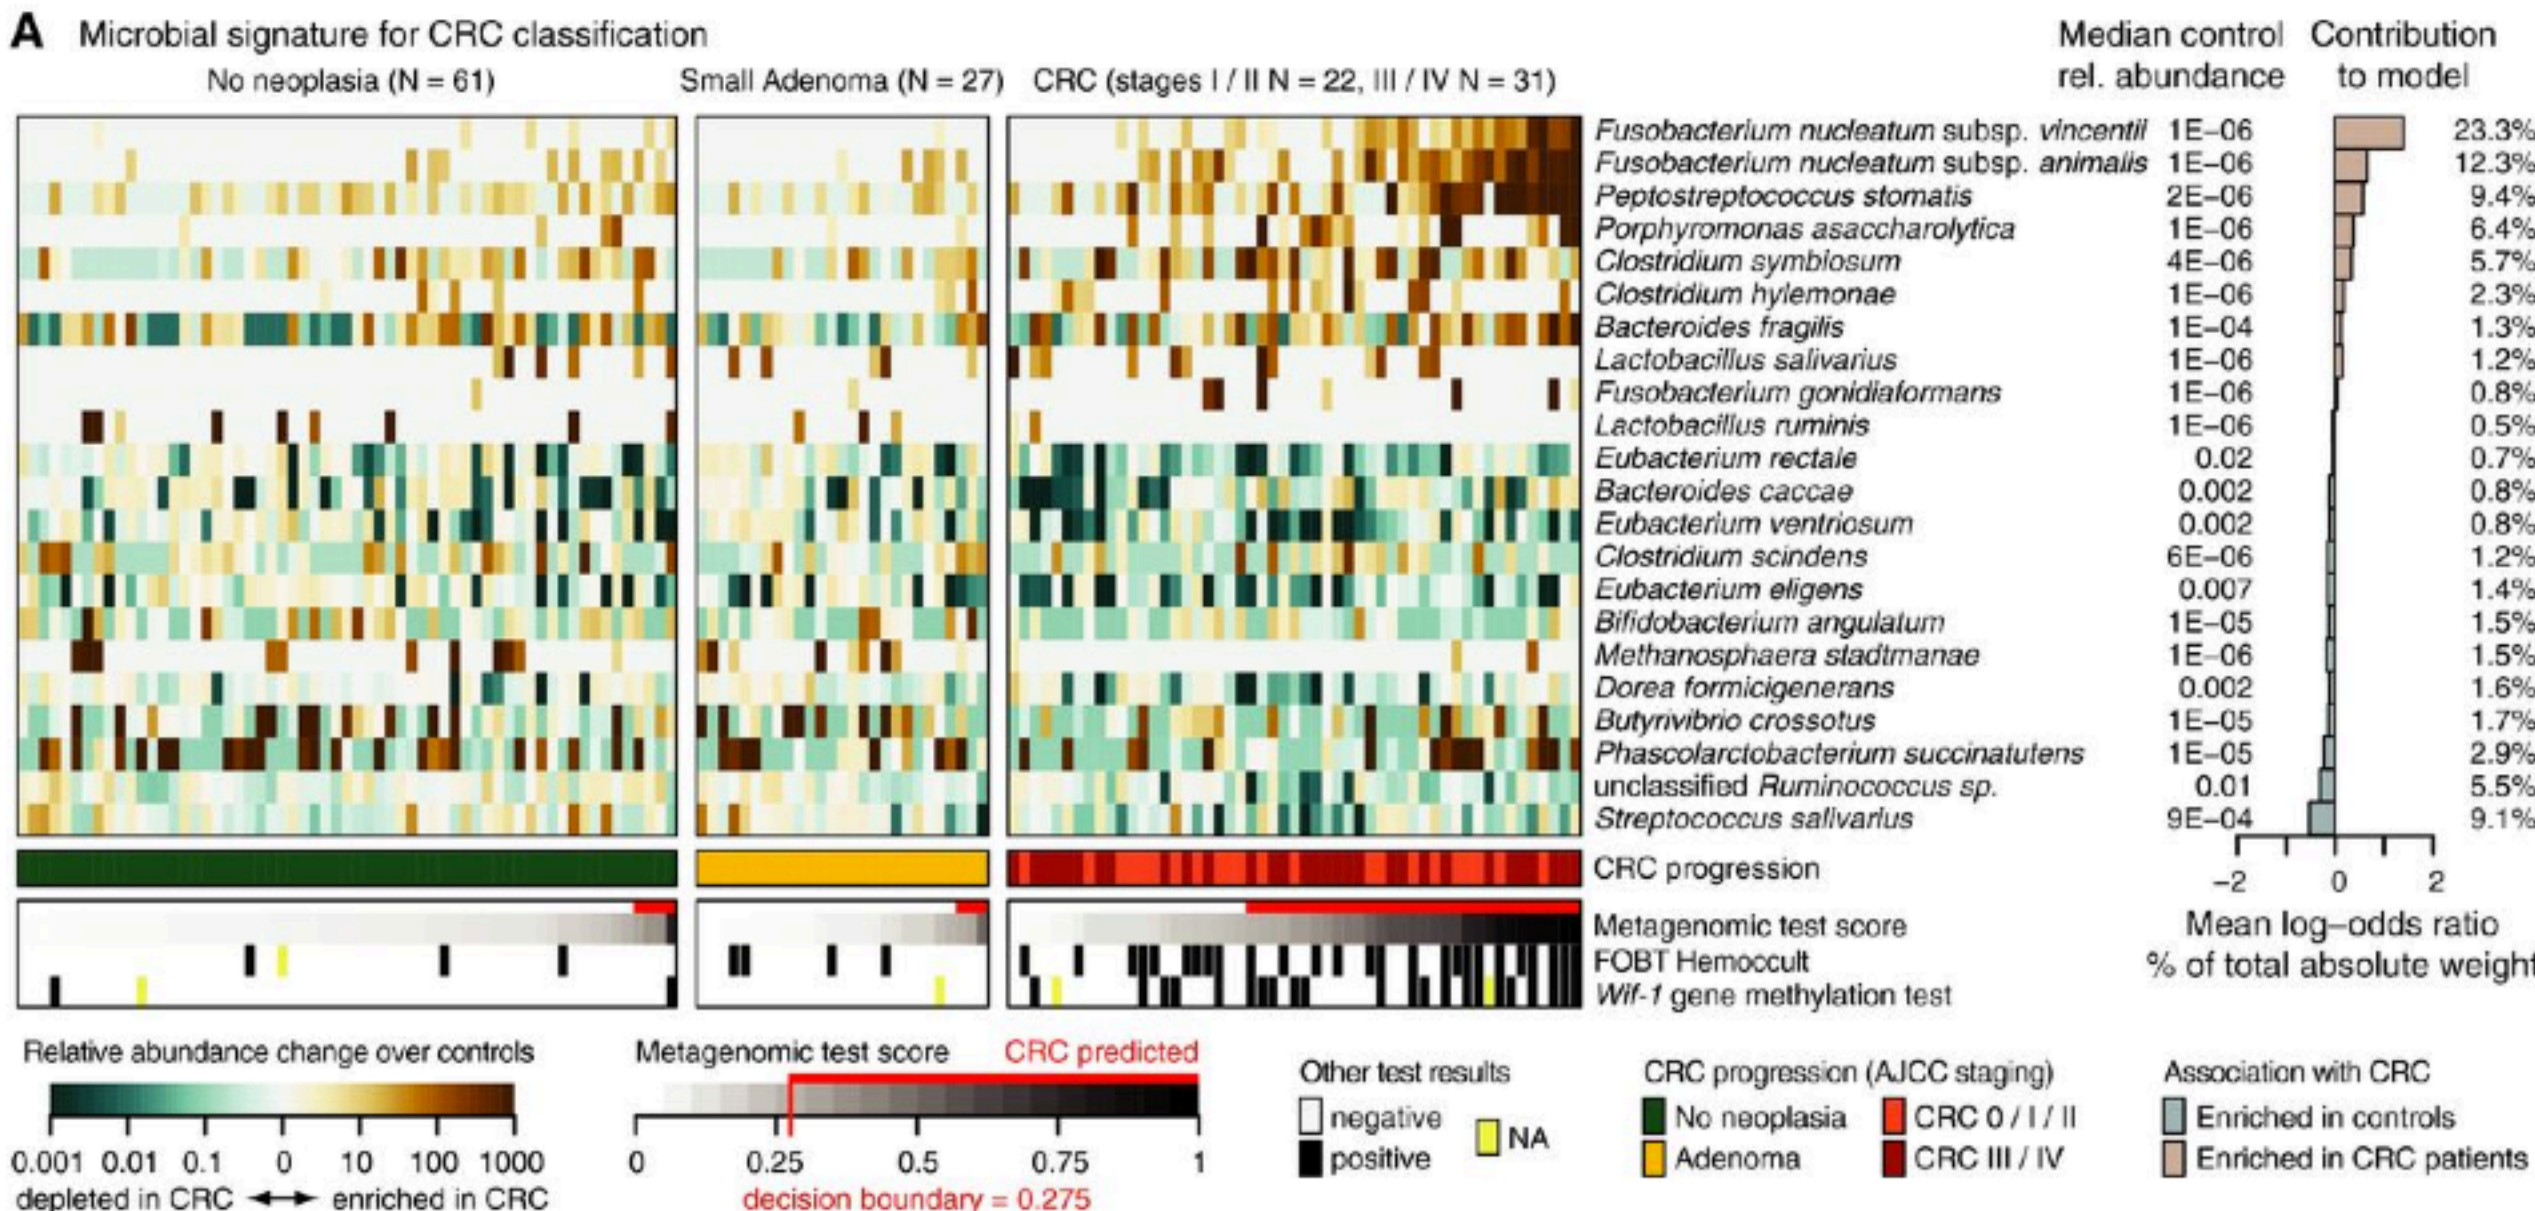 A Microbial signature for CRC classification
No neoplasia (N = 61)
Small Adenoma (N = 27)
CRC (stages I / II N = 22, III / IV N = 31)
Median control
rel. abundance
Contribution
to model
Fusobacterium nucleatum subsp. vincentii 1E−06 23.3%
Fusobacterium nucleatum subsp. animalis 1E−06 12.3%
Peptostreptococcus stomatis 2E−06 9.4%
Porphyromonas asaccharolytica 1E−06 6.4%
Clostridium symbiosum 4E−06 5.7%
Clostridium hylemonae 1E−06 2.3%
Bacteroides fragilis 1E−04 1.3%
Lactobacillus salivarius 1E−06 1.2%
Fusobacterium gonidiaformans 1E−06 0.8%
Lactobacillus ruminis 1E−06 0.5%
Eubacterium rectale 0.02 0.7%
Bacteroides caccae 0.002 0.8%
Eubacterium ventriosum 0.002 0.8%
Clostridium scindens 6E−06 1.2%
Eubacterium eligens 0.007 1.4%
Bifidobacterium angulatum 1E−05 1.5%
Methanosphaera stadtmanae 1E−06 1.5%
Dorea formicigenerans 0.002 1.6%
Butyrivibrio crossotus 1E−05 1.7%
Phascolarctobacterium succinatutens 1E−05 2.9%
unclassified Ruminococcus sp. 0.01 5.5%
Streptococcus salivarius 9E−04 9.1%
CRC progression
−2 0 2
Metagenomic test score
FOBT Hemoccult
Wif-1 gene methylation test
Mean log−odds ratio
% of total absolute weight
Relative abundance change over controls
0.001 0.01 0.1 0 10 100 1000
depleted in CRC enriched in CRC
Metagenomic test score CRC predicted
0 0.25 0.5 0.75 1
decision boundary = 0.275
Other test results
negative
positive
NA
CRC progression (AJCC staging)
No neoplasia CRC 0 / I / II
Adenoma CRC III / IV
Association with CRC
Enriched in controls
Enriched in CRC patients